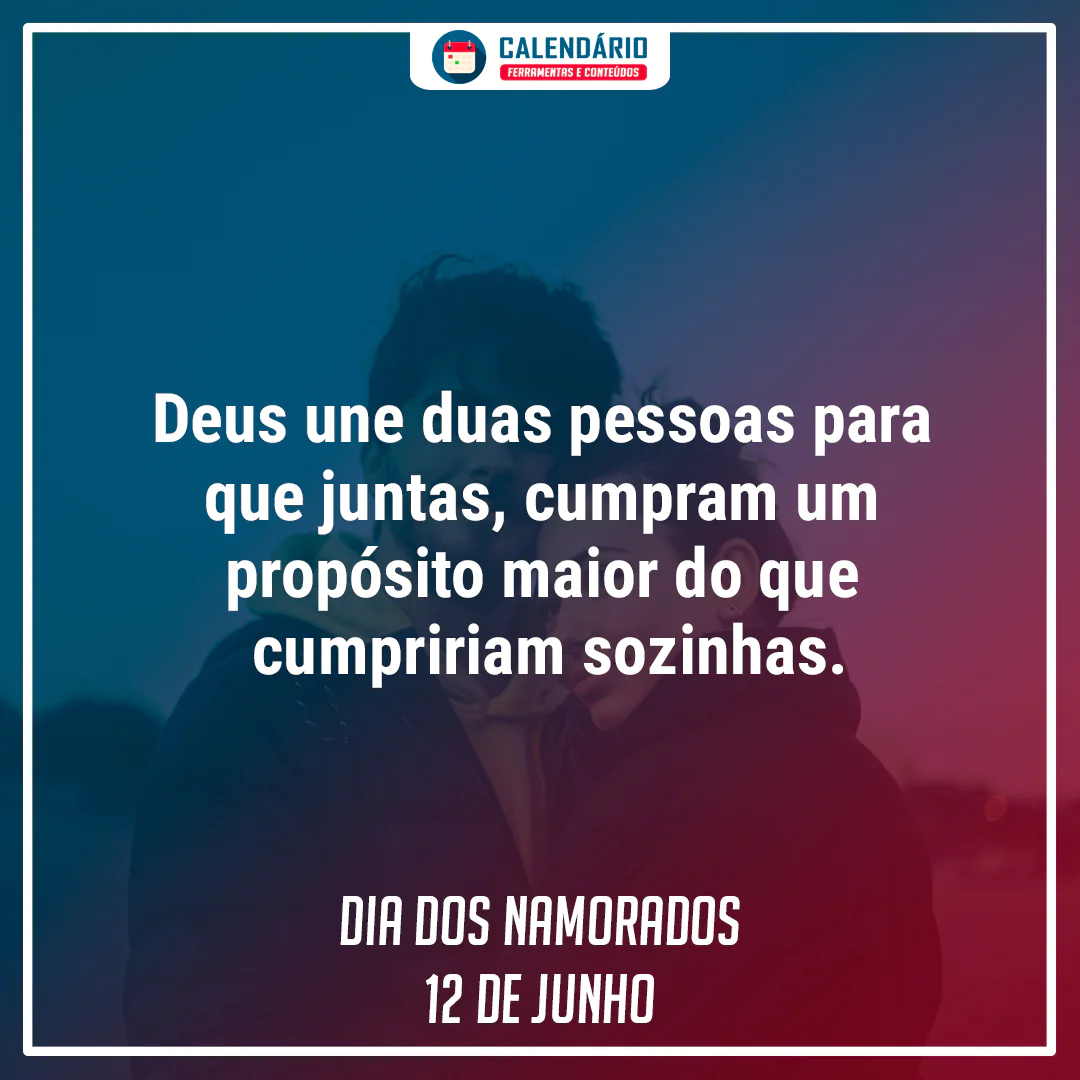 CALENDÁRIO
FERRAMENTAS E CONTEÚDOS
Deus une duas pessoas para
que juntas, cumpram um
propósito maior do que
cumpririam sozinhas.
DIA DOS NAMORADOS
12 DE JUNHO